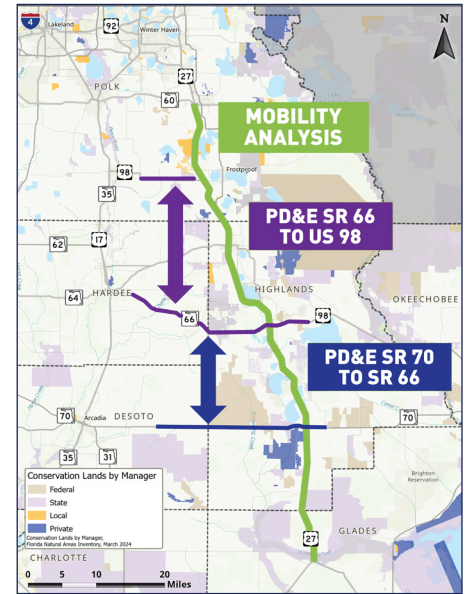 4
92
Lakeland
Winter Haven
N
27
POLK
60
MOBILITY
ANALYSIS
98
Frostproof
35
PD&E SR 66
TO US 98
17
62
HIGHLANDS
64
HARDEE
OKEECHOBEE
66
98
PD&E SR 70
TO SR 66
70
Arcadia
DESOTO
70
35
31
Brighton
Reservation
Conservation Lands by Manager
Federal
State
Local
Private
Conservation Lands by Manager,
Florida Natural Areas Inventory, March 2024
GLADES
27
CHARLOTTE
0 5 10 20
Miles